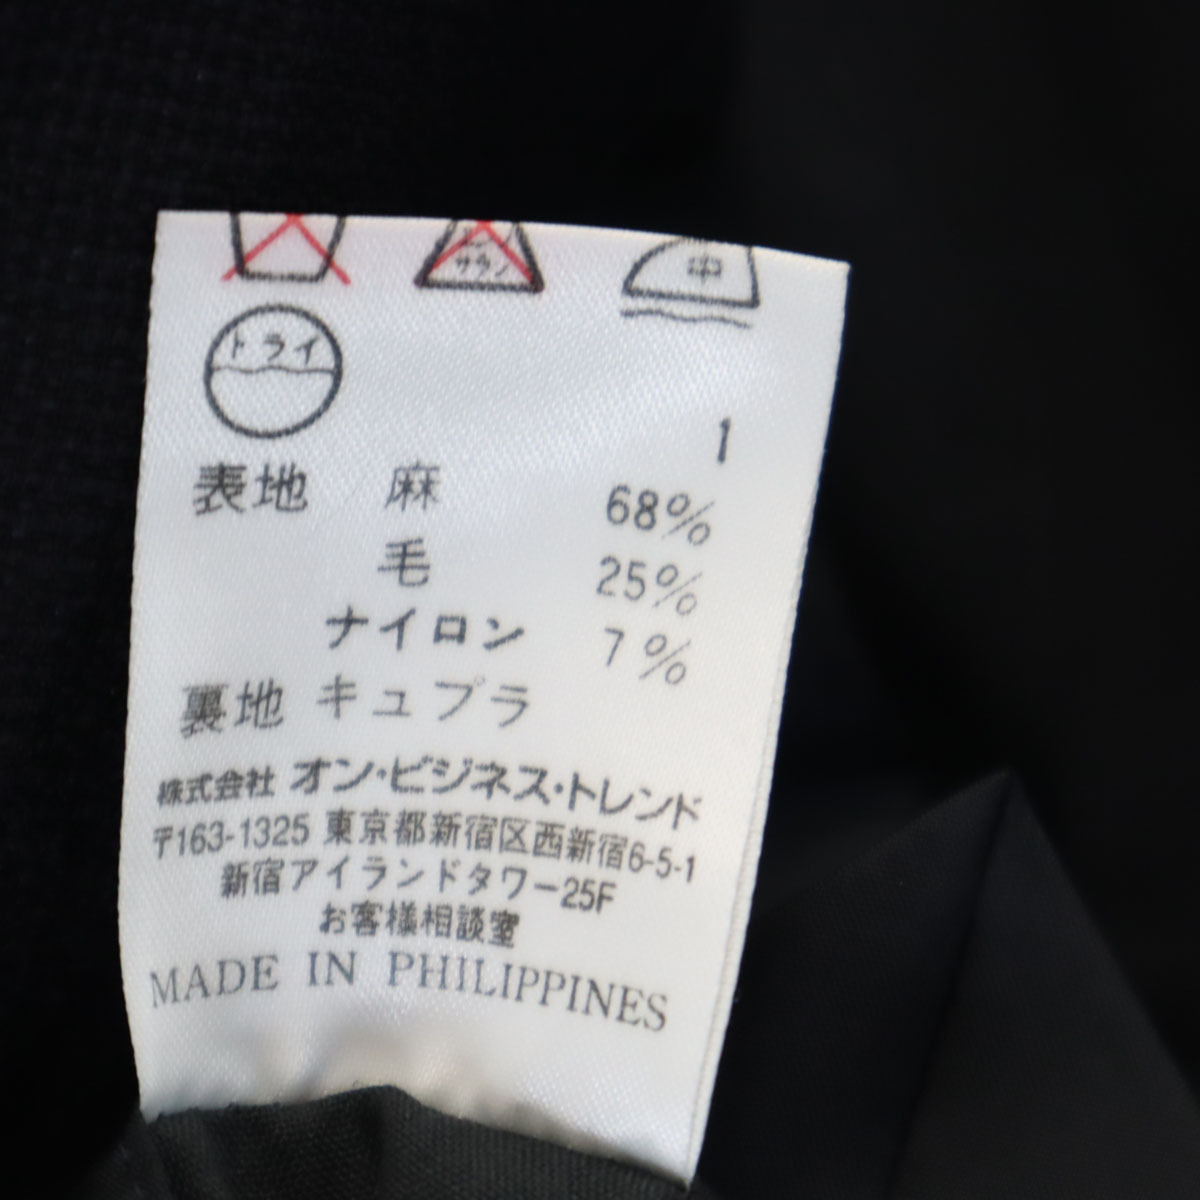 サラシ
中
ドライ
1
表地 麻 68%
毛 25%
ナイロン 7%
裏地 キュプラ
株式会社 オン・ビジネス・トレンド
〒163-1325 東京都新宿区西新宿6-5-1
新宿アイランドタワー25F
お客様相談室
MADE IN PHILIPPINES